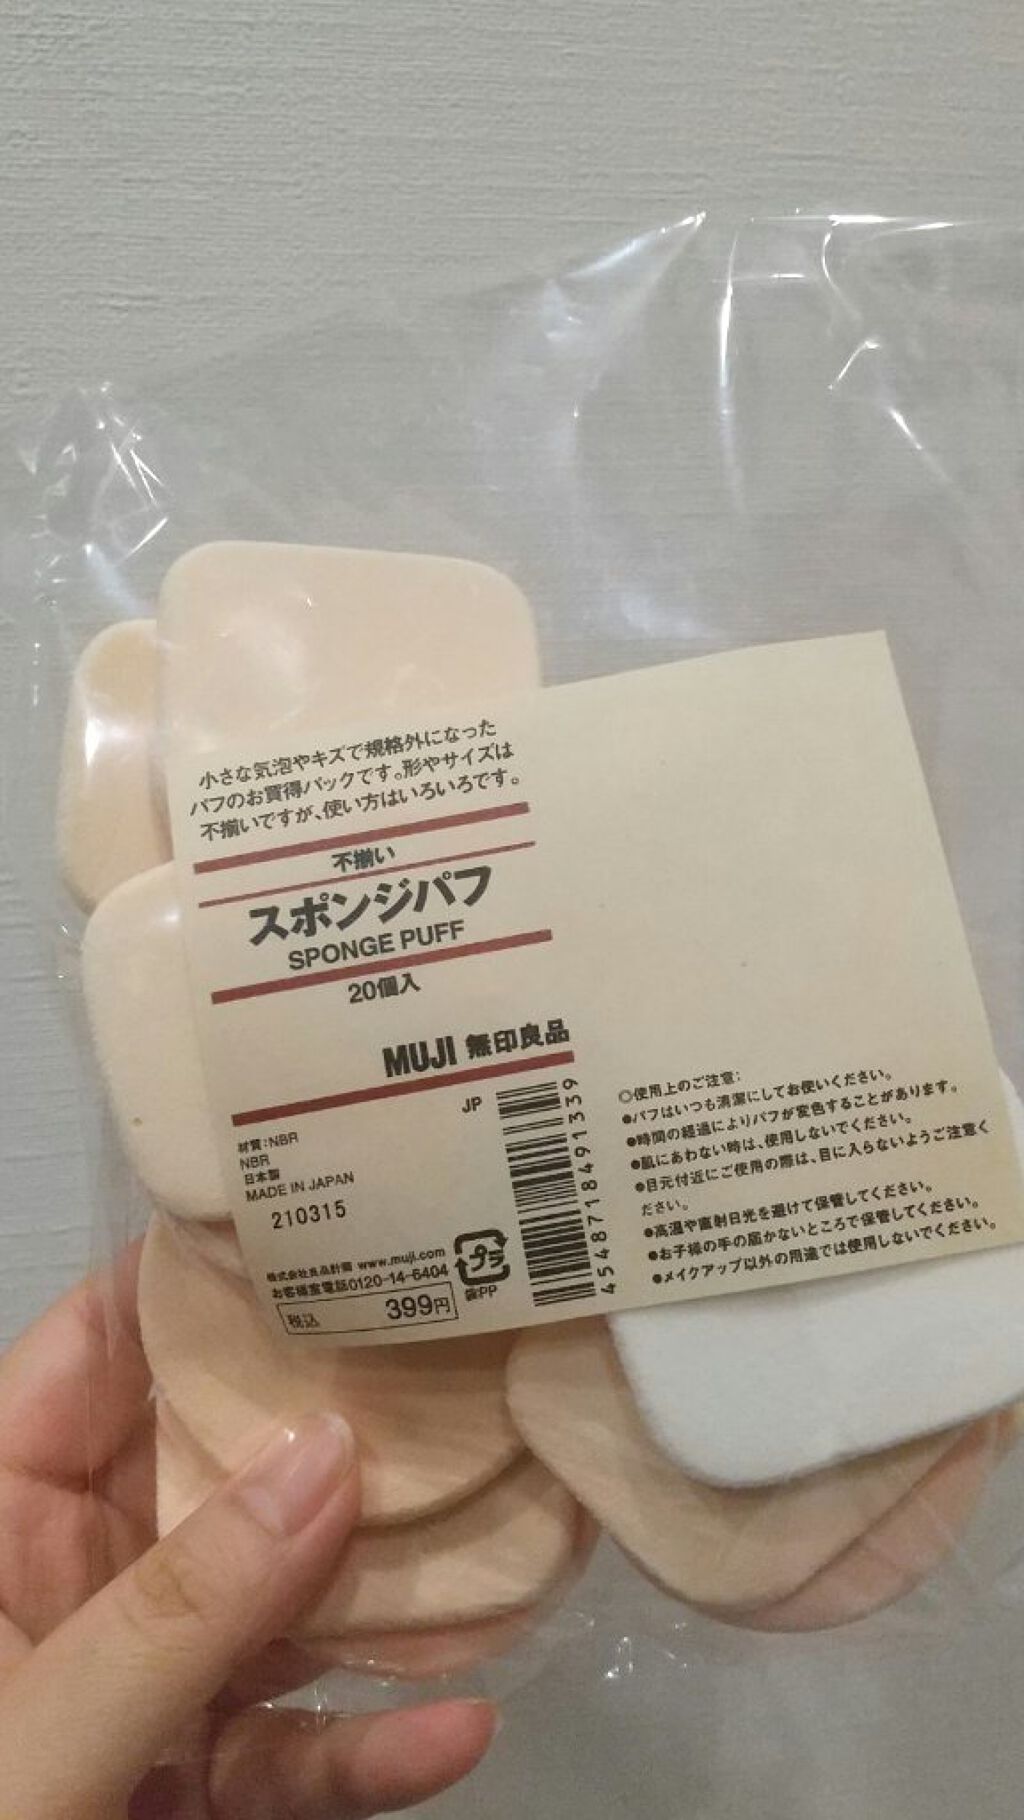 小さな気泡やキズで規格外になった
パフのお買得パックです。形やサイズは
不揃いですが、使い方はいろいろです。
不揃い
スポンジパフ
SPONGE PUFF
20個入
MUJI 無印良品
JP
材質:NBR
NBR
日本製
MADE IN JAPAN
210315
株式会社良品計画 www.muji.com
お客様室電話0120-14-6404
税込 399円
プラ
袋PP
4548718491339
◎使用上のご注意:
●パフはいつも清潔にしてお使いください。
●時間の経過によりパフが変色することがあります。
●肌にあわない時は、使用しないでください。
●目元付近にご使用の際は、目に入らないようご注意く
ださい。
●高温や直射日光を避けて保管してください。
●お子様の手の届かないところで保管してください。
●メイクアップ以外の用途では使用しないでください。